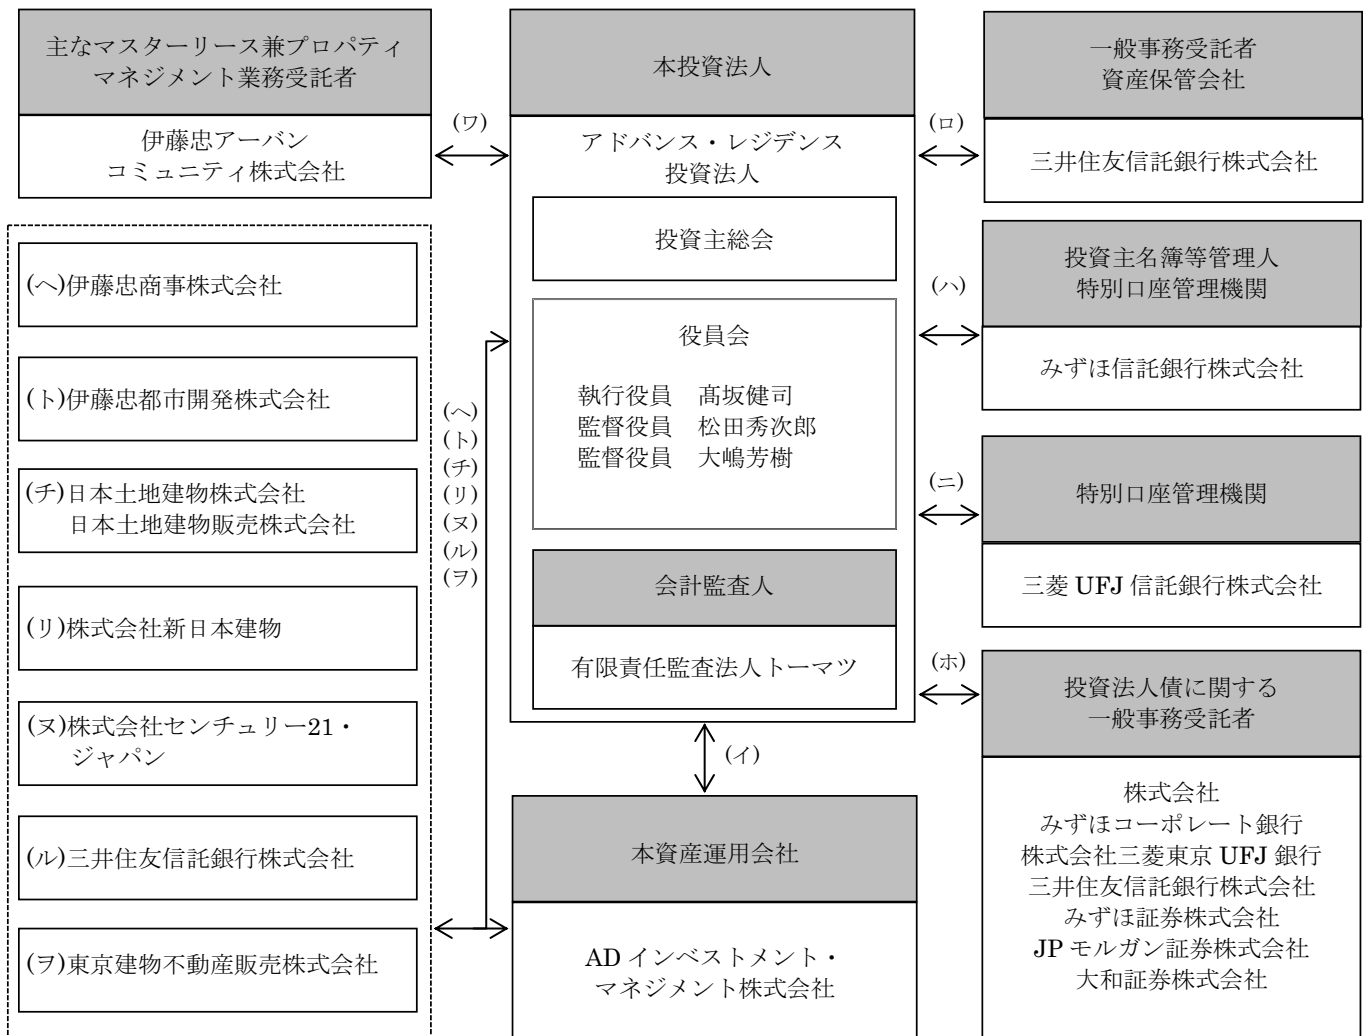 主なマスターリース兼プロパティ
マネジメント業務受託者
伊藤忠アーバン
コミュニティ株式会社
(ワ)
本投資法人
アドバンス・レジデンス
投資法人
投資主総会
役員会
執行役員 髙坂健司
監督役員 松田秀次郎
監督役員 大嶋芳樹
会計監査人
有限責任監査法人トーマツ
(ロ)
一般事務受託者
資産保管会社
三井住友信託銀行株式会社
(ハ)
投資主名簿等管理人
特別口座管理機関
みずほ信託銀行株式会社
(ニ)
特別口座管理機関
三菱 UFJ 信託銀行株式会社
(ホ)
投資法人債に関する
一般事務受託者
株式会社
みずほコーポレート銀行
株式会社三菱東京 UFJ 銀行
三井住友信託銀行株式会社
みずほ証券株式会社
JP モルガン証券株式会社
大和証券株式会社
(ヘ)伊藤忠商事株式会社
(ト)伊藤忠都市開発株式会社
(チ)日本土地建物株式会社
日本土地建物販売株式会社
(リ)株式会社新日本建物
(ヌ)株式会社センチュリー21・
ジャパン
(ル)三井住友信託銀行株式会社
(ヲ)東京建物不動産販売株式会社
(ヘ)
(ト)
(チ)
(リ)
(ヌ)
(ル)
(ヲ)
(イ)
本資産運用会社
AD インベストメント・
マネジメント株式会社